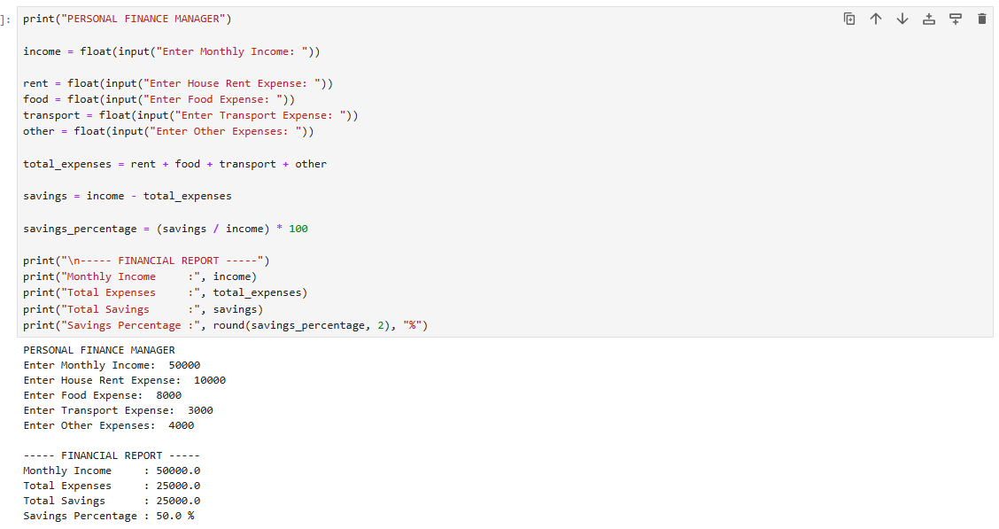 ]: print("PERSONAL FINANCE MANAGER")
income = float(input("Enter Monthly Income: "))
rent = float(input("Enter House Rent Expense: "))
food = float(input("Enter Food Expense: "))
transport = float(input("Enter Transport Expense: "))
other = float(input("Enter Other Expenses: "))
total_expenses = rent + food + transport + other
savings = income - total_expenses
savings_percentage = (savings / income) * 100
print("\n----- FINANCIAL REPORT -----")
print("Monthly Income     :", income)
print("Total Expenses     :", total_expenses)
print("Total Savings      :", savings)
print("Savings Percentage :", round(savings_percentage, 2), "%")
PERSONAL FINANCE MANAGER
Enter Monthly Income:  50000
Enter House Rent Expense:  10000
Enter Food Expense:  8000
Enter Transport Expense:  3000
Enter Other Expenses:  4000
----- FINANCIAL REPORT -----
Monthly Income     : 50000.0
Total Expenses     : 25000.0
Total Savings      : 25000.0
Savings Percentage : 50.0 %